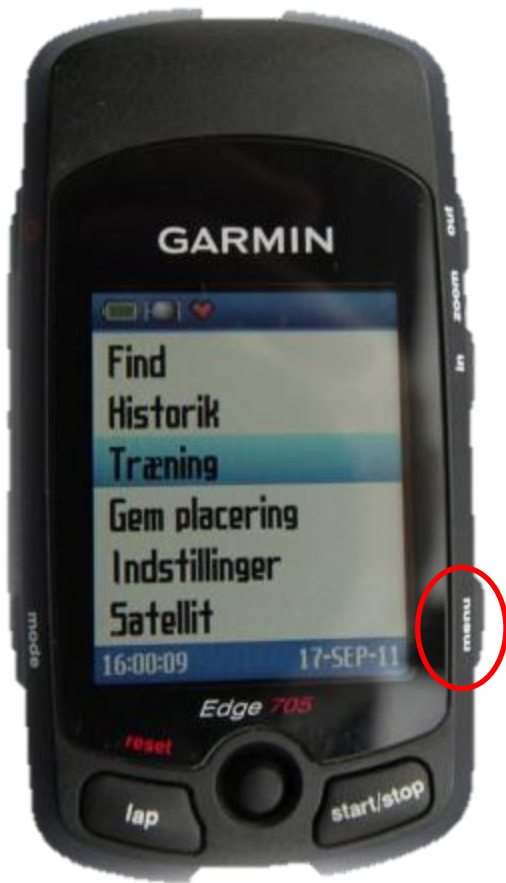 GARMIN
out
zoom
in
Find
Historik
Træning
Gem placering
Indstillinger
Satellit
16:00:09 17-SEP-11
mode
menu
Edge 705
reset
lap
start/stop